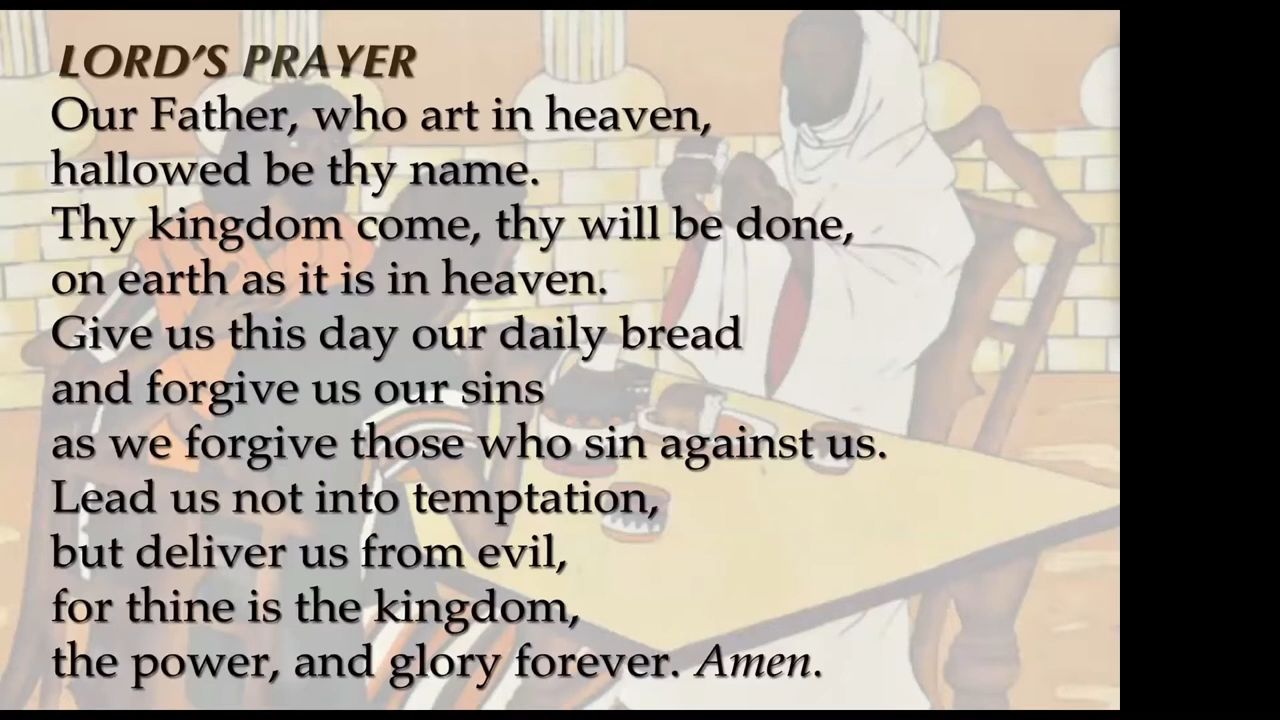 LORD’S PRAYER
Our Father, who art in heaven,
hallowed be thy name.
Thy kingdom come, thy will be done,
on earth as it is in heaven.
Give us this day our daily bread
and forgive us our sins
as we forgive those who sin against us.
Lead us not into temptation,
but deliver us from evil,
for thine is the kingdom,
the power, and glory forever. Amen.